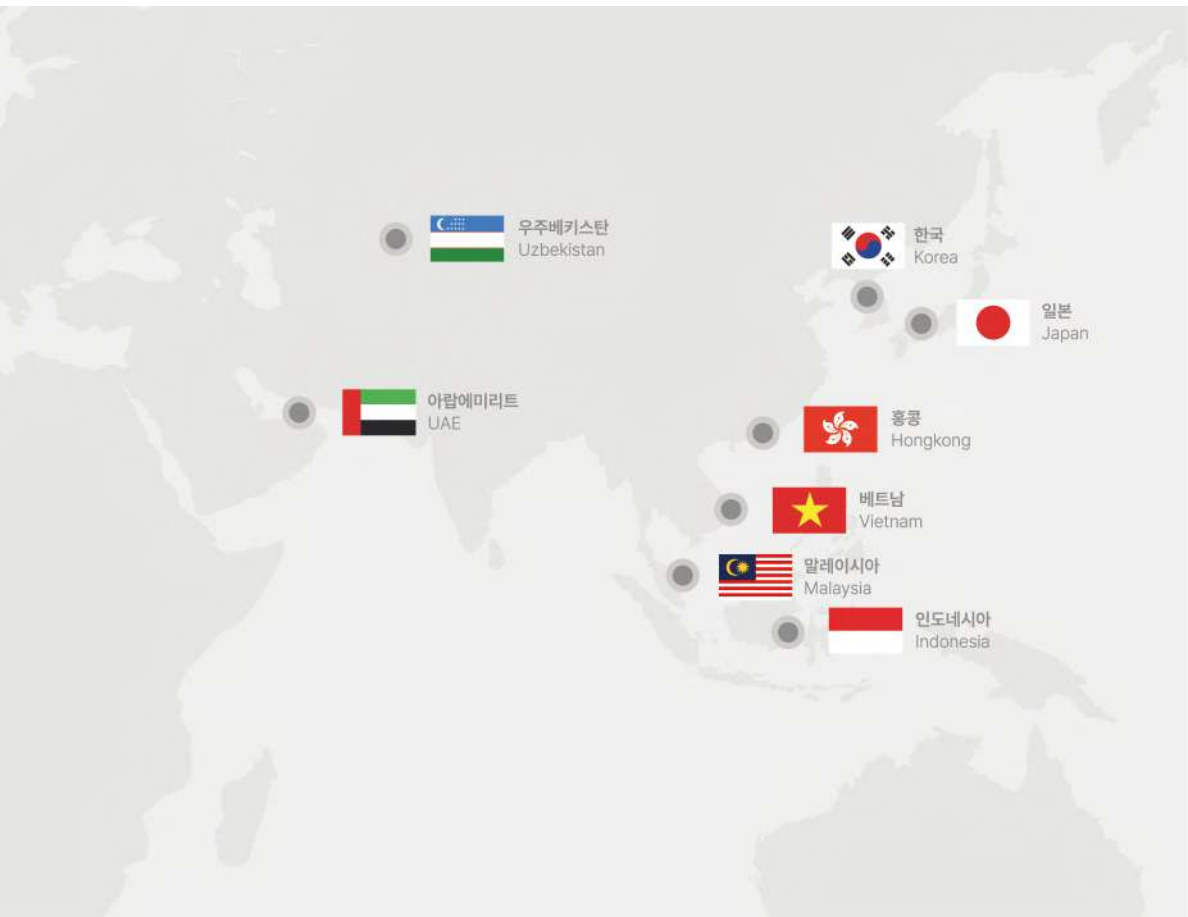 우주베키스탄
Uzbekistan
한국
Korea
일본
Japan
아랍에미리트
UAE
홍콩
Hongkong
베트남
Vietnam
말레이시아
Malaysia
인도네시아
Indonesia